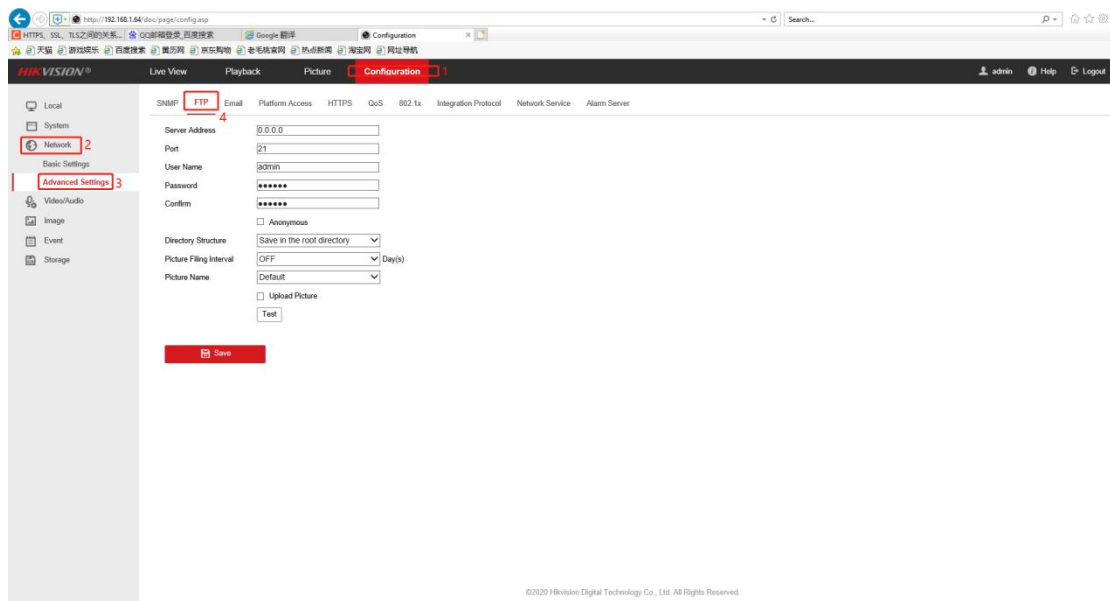 http://192.168.1.64/doc/page/config.asp
Search...
HTTPS、SSL、TLS之间的关系...
QQ邮箱登录_百度搜索
Google 翻译
Configuration
天猫
游戏娱乐
百度搜索
黄历网
京东购物
老毛桃官网
热点新闻
淘宝网
网址导航
HIKVISION®
Live View
Playback
Picture
Configuration
1
admin
Help
Logout
Local
System
Network
2
Basic Settings
Advanced Settings
3
Video/Audio
Image
Event
Storage
SNMP
FTP
Email
Platform Access
HTTPS
QoS
802.1x
Integration Protocol
Network Service
Alarm Server
4
Server Address
0.0.0.0
Port
21
User Name
admin
Password
●●●●●●
Confirm
●●●●●●
Anonymous
Directory Structure
Save in the root directory
Picture Filing Interval
OFF
Day(s)
Picture Name
Default
Upload Picture
Test
Save
©2020 Hikvision Digital Technology Co., Ltd. All Rights Reserved.